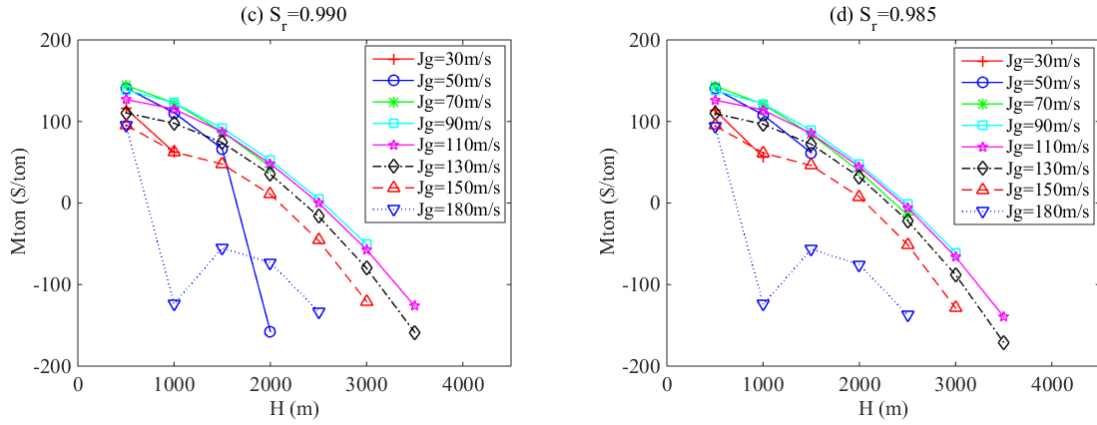 (c) S_r=0.990
200
100
0
-100
-200
Mton (S/ton)
0 1000 2000 3000 4000
H (m)
Jg=30m/s
Jg=50m/s
Jg=70m/s
Jg=90m/s
Jg=110m/s
Jg=130m/s
Jg=150m/s
Jg=180m/s
(d) S_r=0.985
200
100
0
-100
-200
Mton (S/ton)
0 1000 2000 3000 4000
H (m)
Jg=30m/s
Jg=50m/s
Jg=70m/s
Jg=90m/s
Jg=110m/s
Jg=130m/s
Jg=150m/s
Jg=180m/s